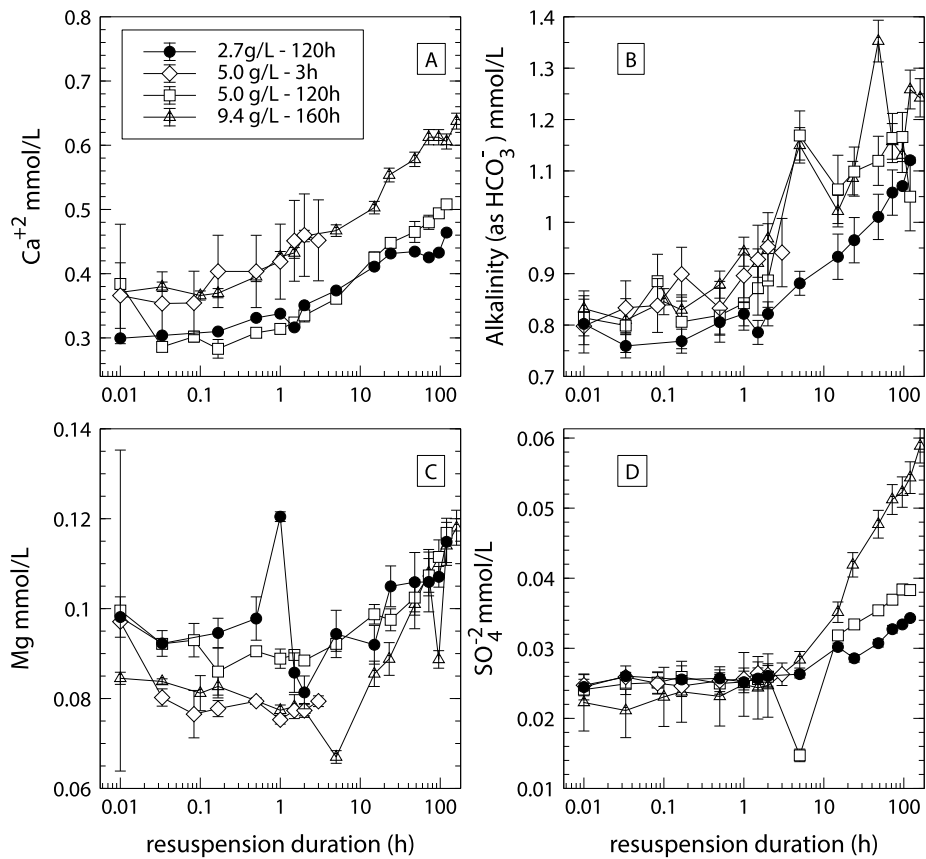 0.8
0.7
0.6
0.5
0.4
0.3
Ca+2 mmol/L
2.7g/L - 120h
5.0 g/L - 3h
5.0 g/L - 120h
9.4 g/L - 160h
A
0.01 0.1 1 10 100
1.4
1.3
1.2
1.1
1
0.9
0.8
0.7
Alkalinity (as HCO3-) mmol/L
B
0.01 0.1 1 10 100
0.14
0.12
0.1
0.08
0.06
Mg mmol/L
C
0.01 0.1 1 10 100
resuspension duration (h)
0.06
0.05
0.04
0.03
0.02
0.01
SO4-2 mmol/L
D
0.01 0.1 1 10 100
resuspension duration (h)